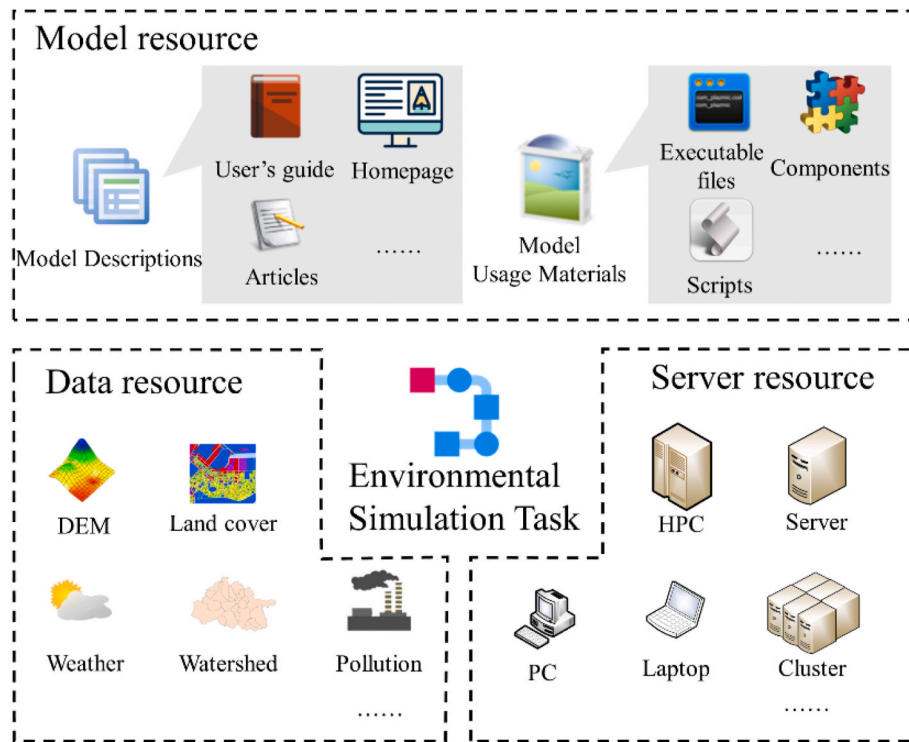 Model resource
User's guide
Homepage
Model Descriptions
Articles
……
Executable
files
Components
Model
Usage Materials
Scripts
……
Data resource
DEM
Land cover
Weather
Watershed
Pollution
……
Environmental
Simulation Task
Server resource
HPC
Server
PC
Laptop
Cluster
……